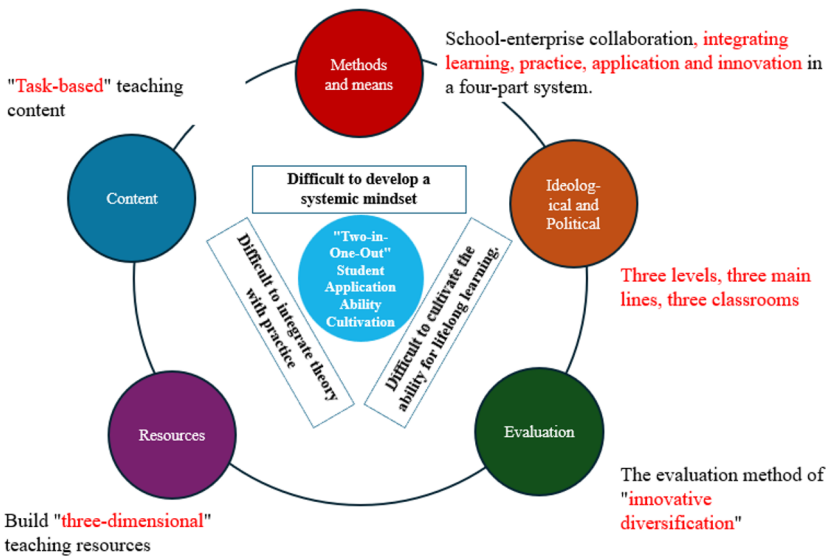 Methods
and means
School-enterprise collaboration, integrating
learning, practice, application and innovation in
a four-part system.
"Task-based" teaching
content
Content
Difficult to develop a
systemic mindset
Ideolog-
ical and
Political
"Two-in-
One-Out"
Student
Application
Ability
Cultivation
Difficult to integrate theory
with practice
Difficult to cultivate the
ability for lifelong learning.
Three levels, three main
lines, three classrooms
Resources
Evaluation
The evaluation method of
"innovative
diversification"
Build "three-dimensional"
teaching resources